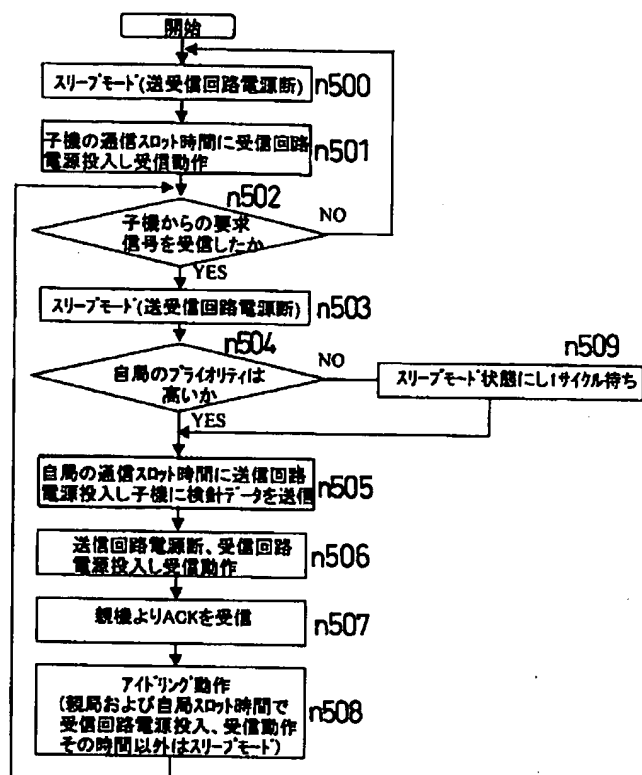 開始
スリープモード(送受信回路電源断)
n500
子機の通信スロット時間に受信回路
電源投入し受信動作
n501
n502
子機からの要求
信号を受信したか
NO
YES
スリープモード(送受信回路電源断)
n503
n504
自局のプライオリティは
高いか
NO
YES
n509
スリープモード状態にし1サイクル待ち
自局の通信スロット時間に送信回路
電源投入し子機に検針データを送信
n505
送信回路電源断、受信回路
電源投入し受信動作
n506
親機よりACKを受信
n507
アイドリング動作
(親局および自局スロット時間で
受信回路電源投入、受信動作
その時間以外はスリープモード)
n508